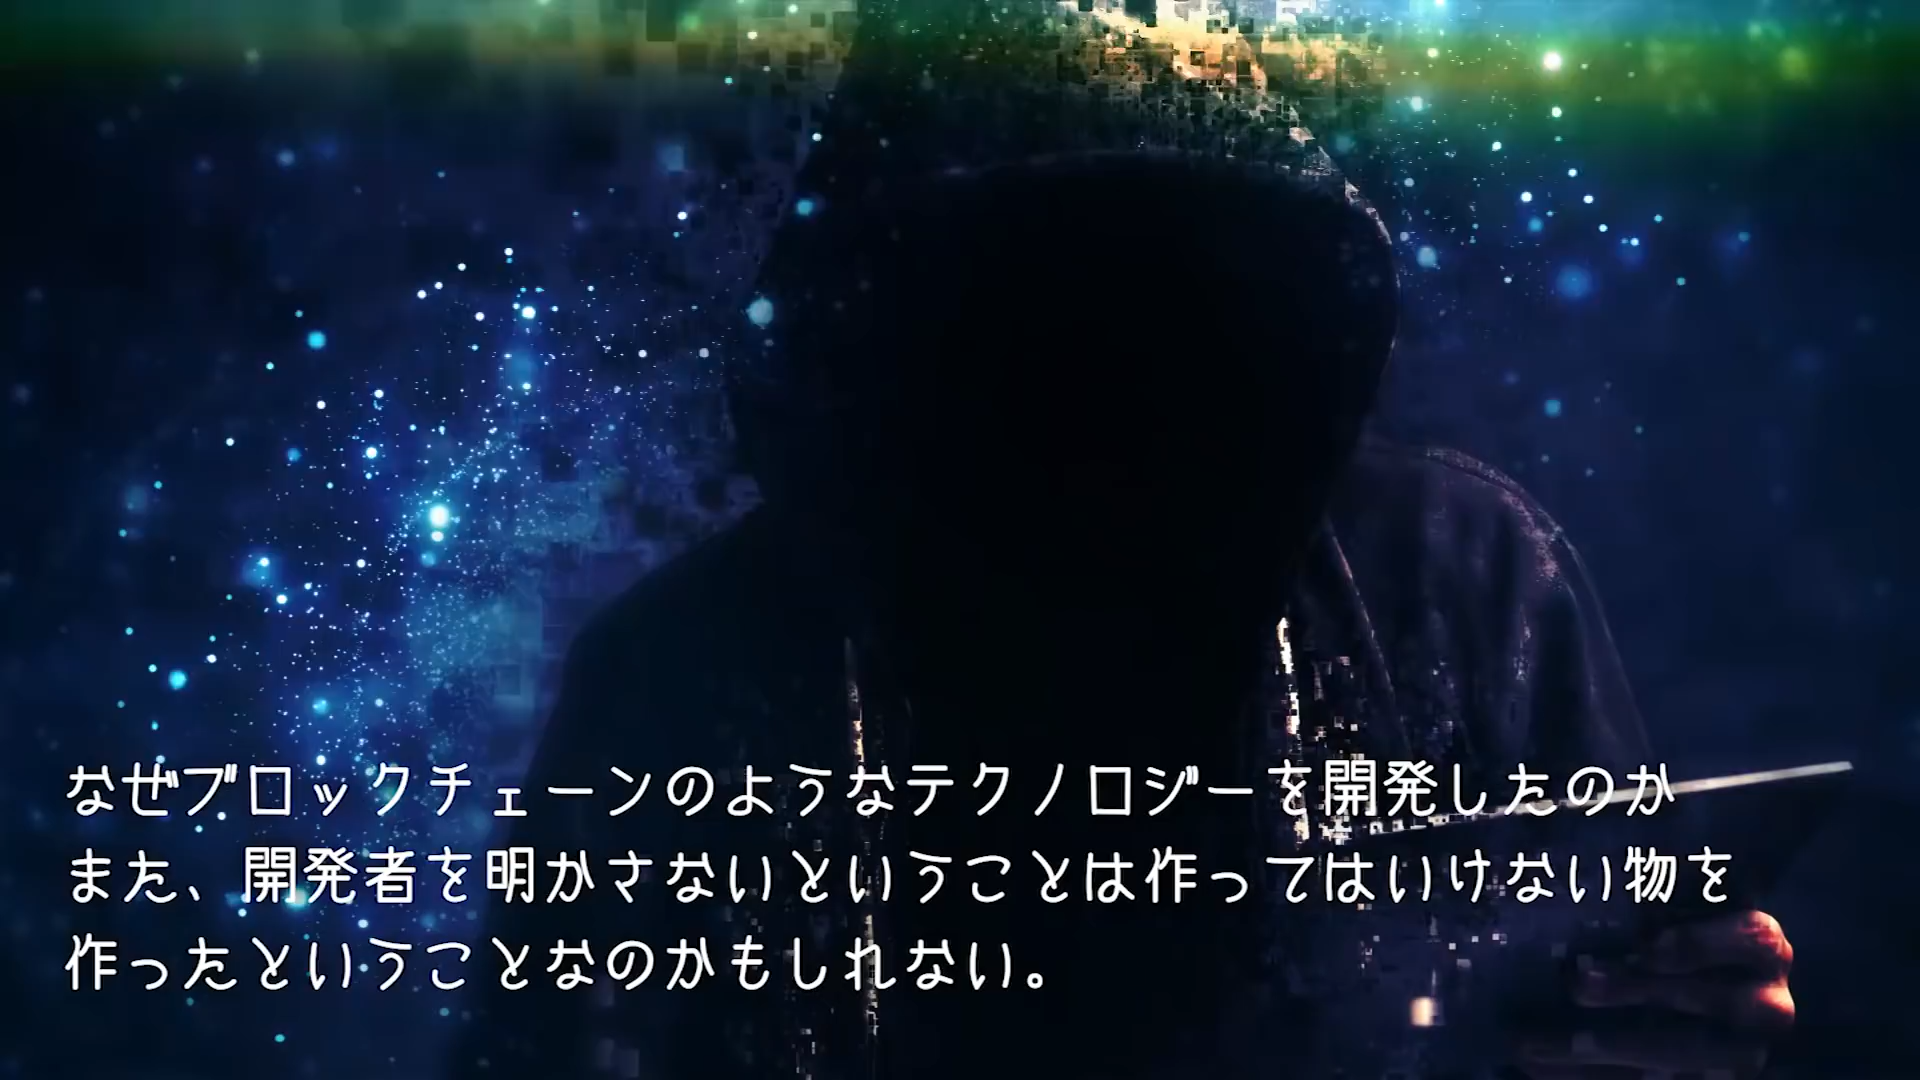 なぜブロックチェーンのようなテクノロジーを開発したのか
また、開発者を明かさないということは作ってはいけない物を
作ったということなのかもしれない。